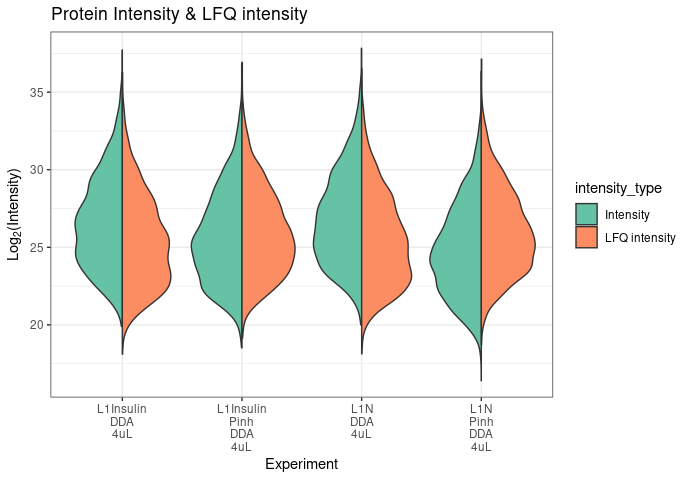 Protein Intensity & LFQ intensity
Log2(Intensity)
35
30
25
20
L1Insulin
DDA
4uL
L1Insulin
Pinh
DDA
4uL
L1N
DDA
4uL
L1N
Pinh
DDA
4uL
Experiment
intensity_type
Intensity
LFQ intensity